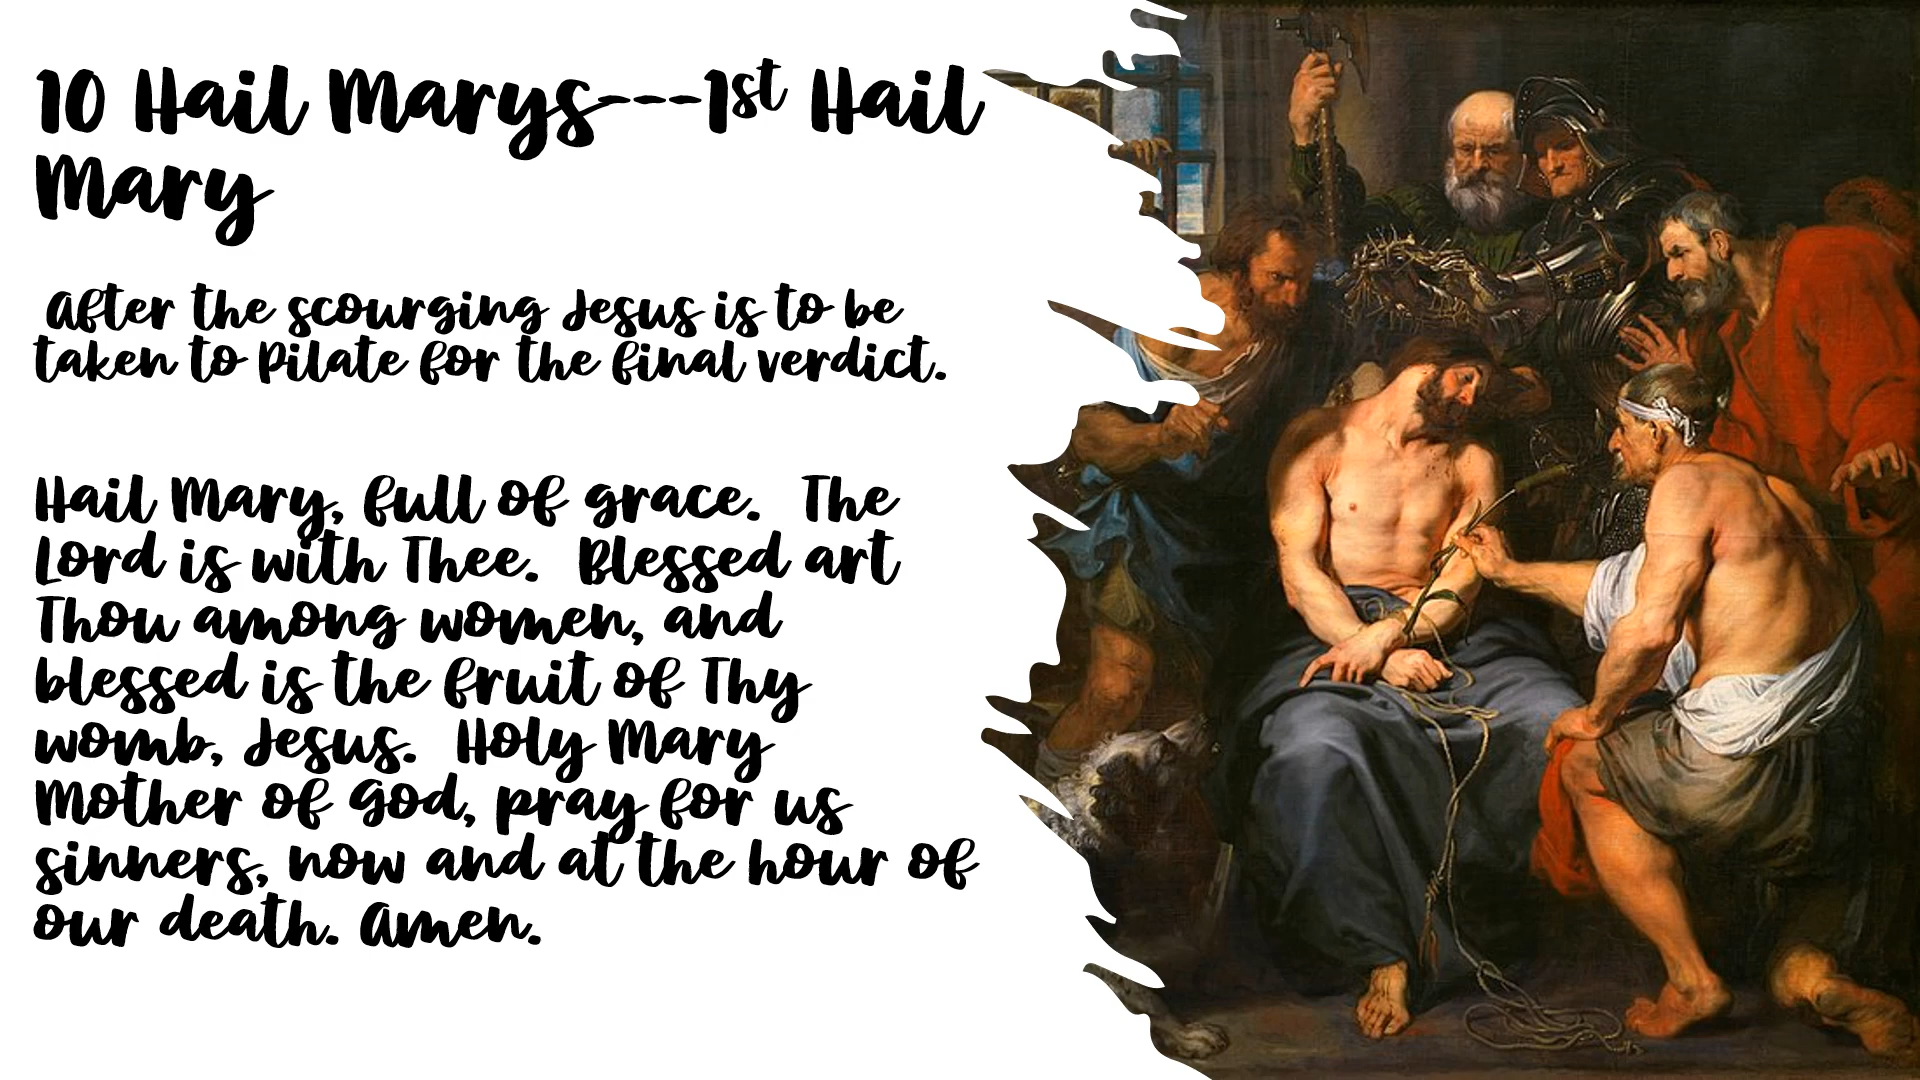 10 Hail Marys---1st Hail
Mary
After the scourging Jesus is to be
taken to Pilate for the final verdict.
Hail Mary, full of grace.  The
Lord is with Thee.  Blessed art
Thou among women, and
blessed is the fruit of Thy
womb, Jesus.  Holy Mary
Mother of God, pray for us
sinners, now and at the hour of
our death. Amen.